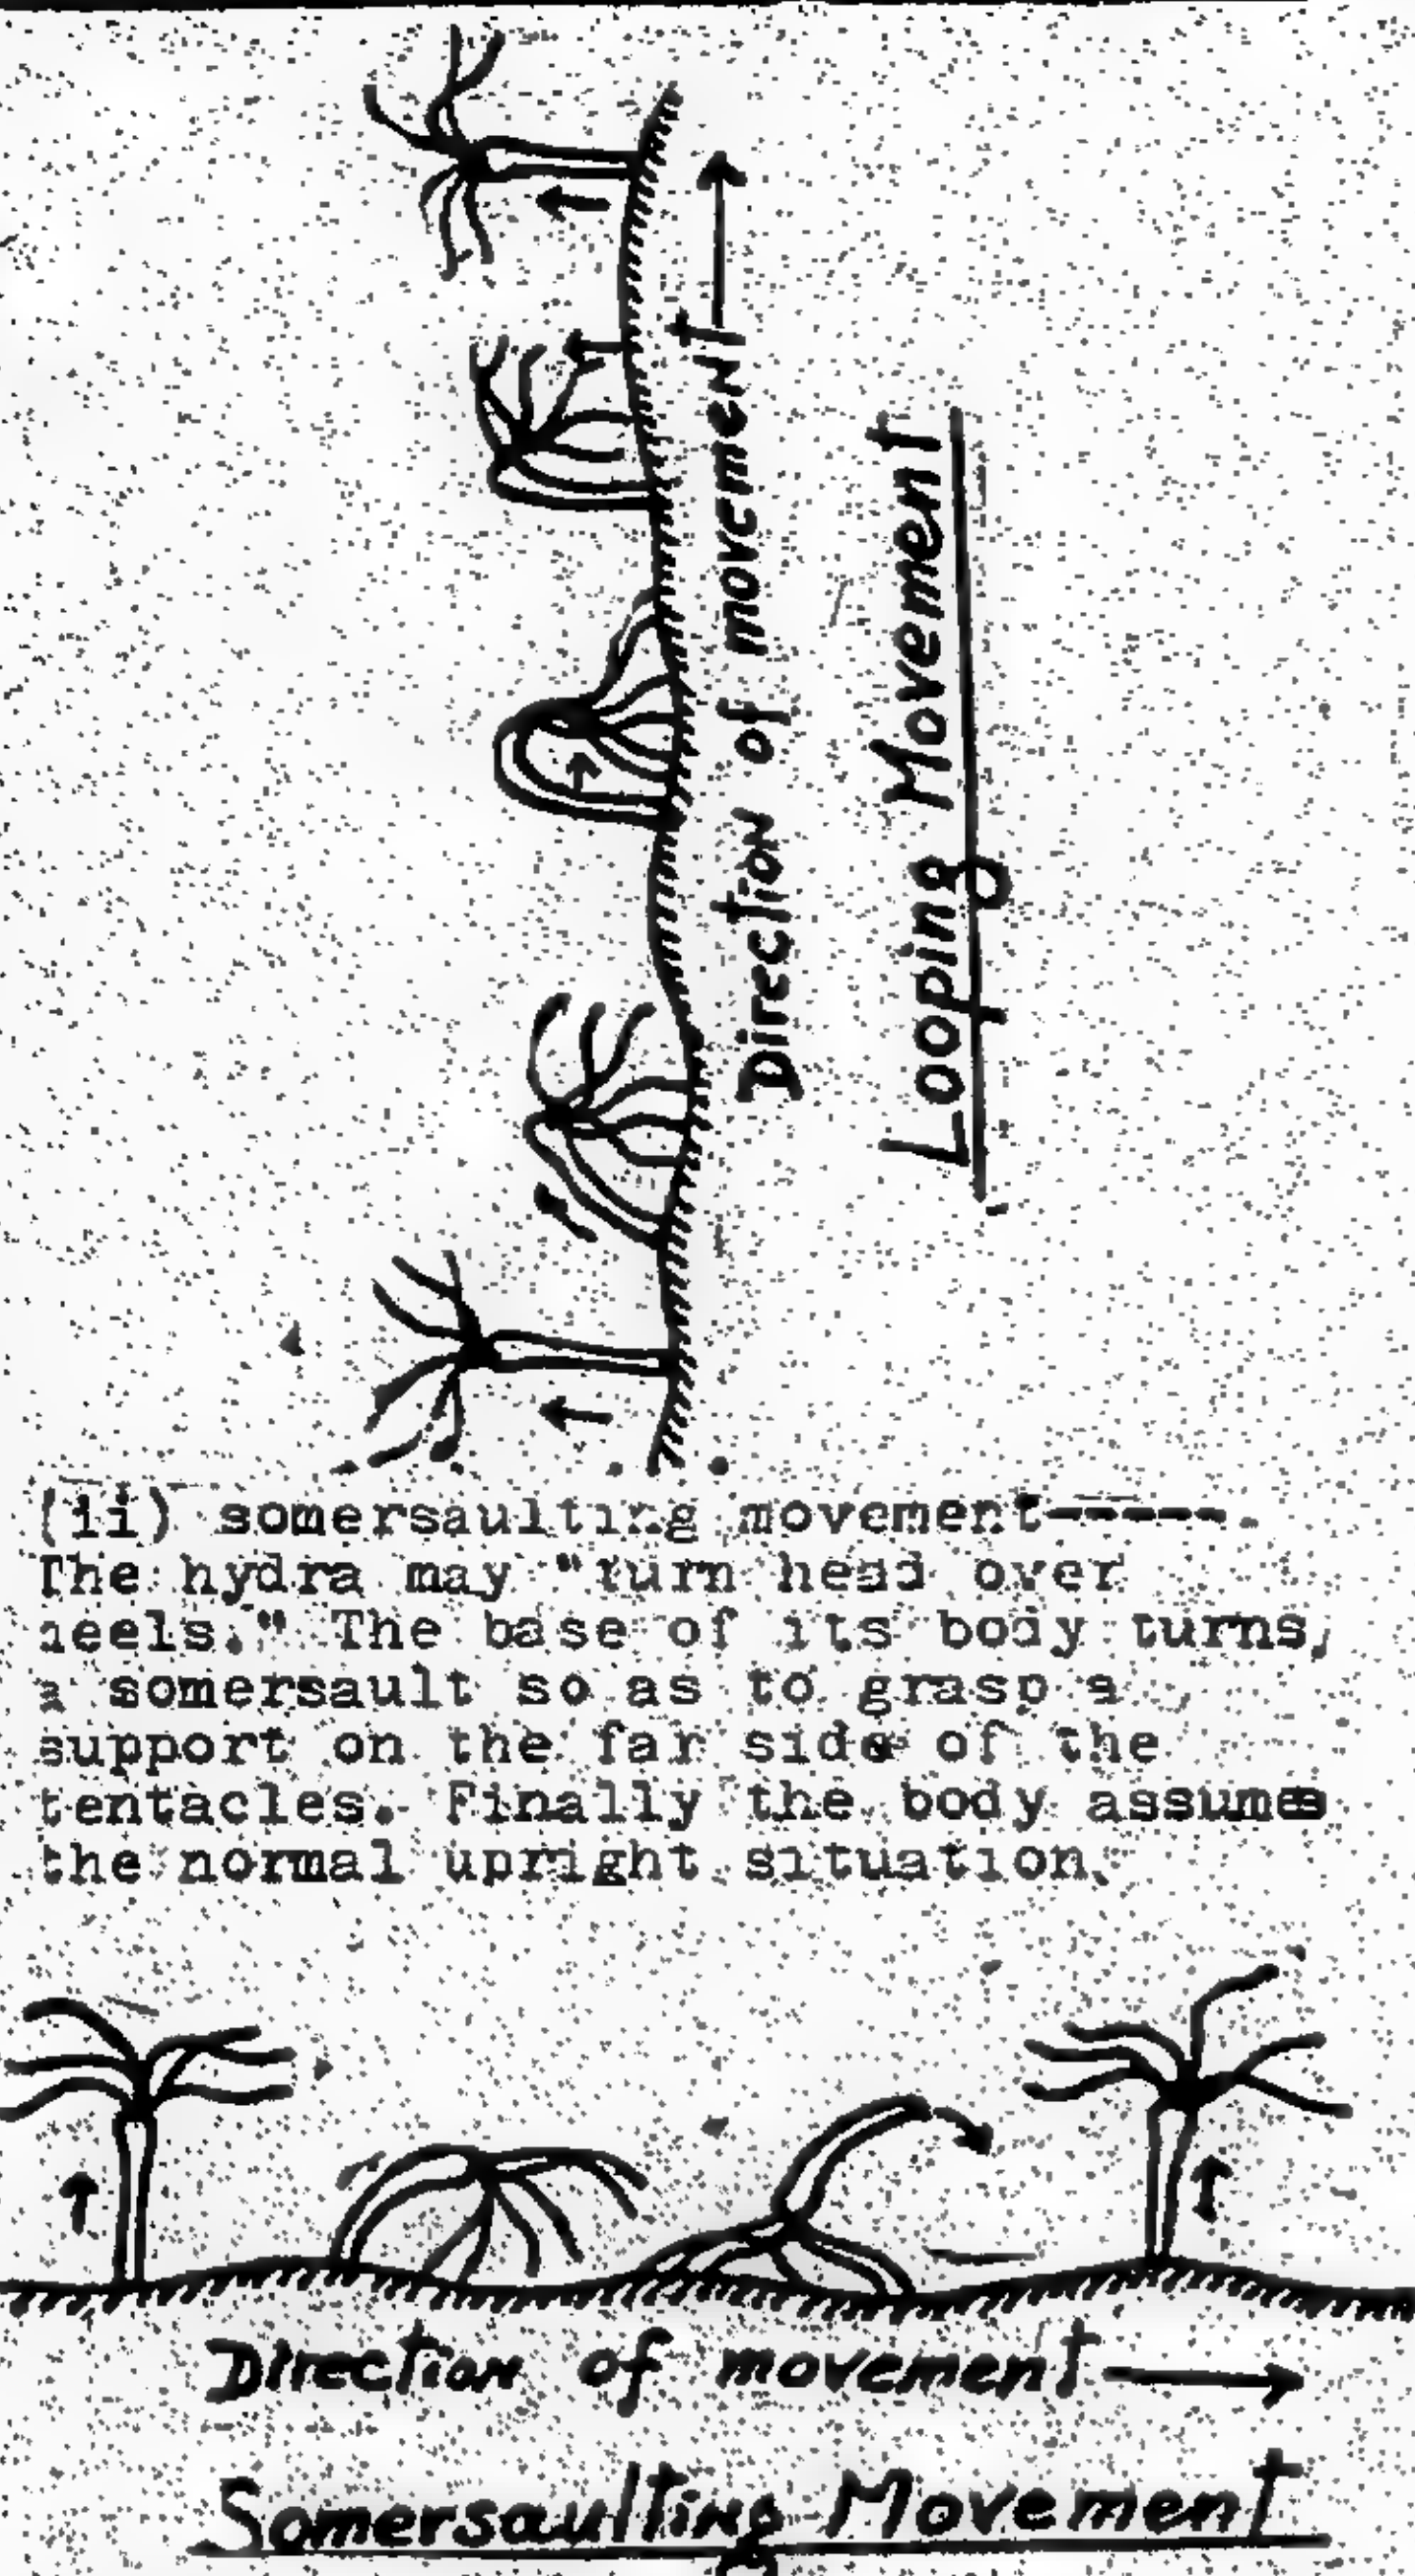 Direction of movement
Looping Movement
(ii) somersaulting movement-----.
The hydra may "turn head over
heels." The base of its body turns,
a somersault so as to grasp a
support on the far side of the
tentacles. Finally the body assumes
the normal upright situation.
Direction of movement
Somersaulting Movement